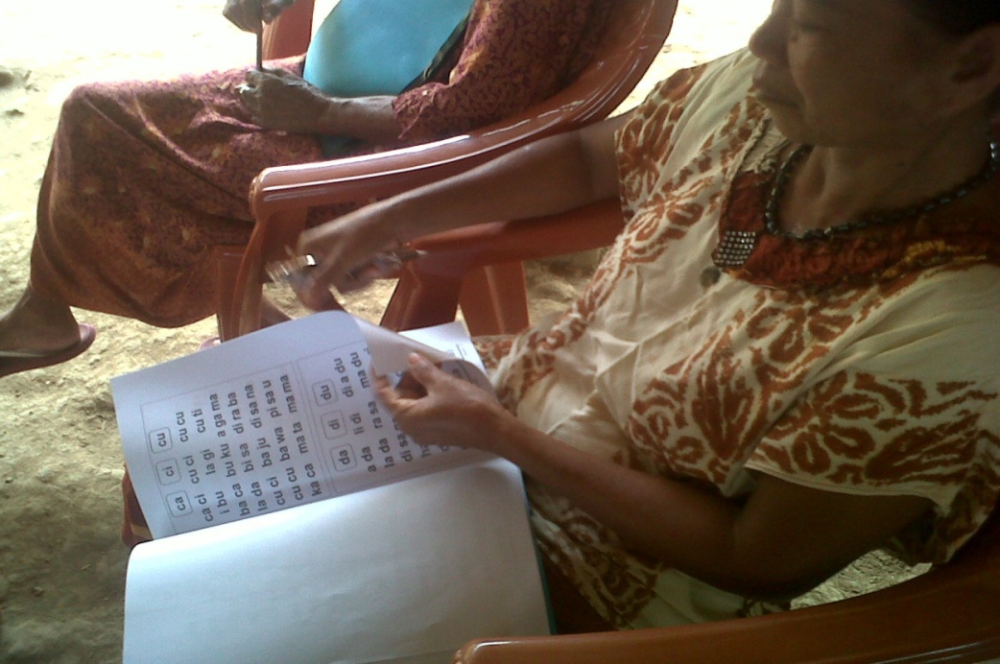 ca ci cu
ca ci cu ci cu cu
i bu la gi cu ti
ba ca bu ku a ga ma
la da bi sa di ra ba
cu ci ba ju di sa na
cu cu ba wa pi sa u
ka ca ma ta ma ma
da di du
a da li di di a du
la da ra sa ma du
di sa